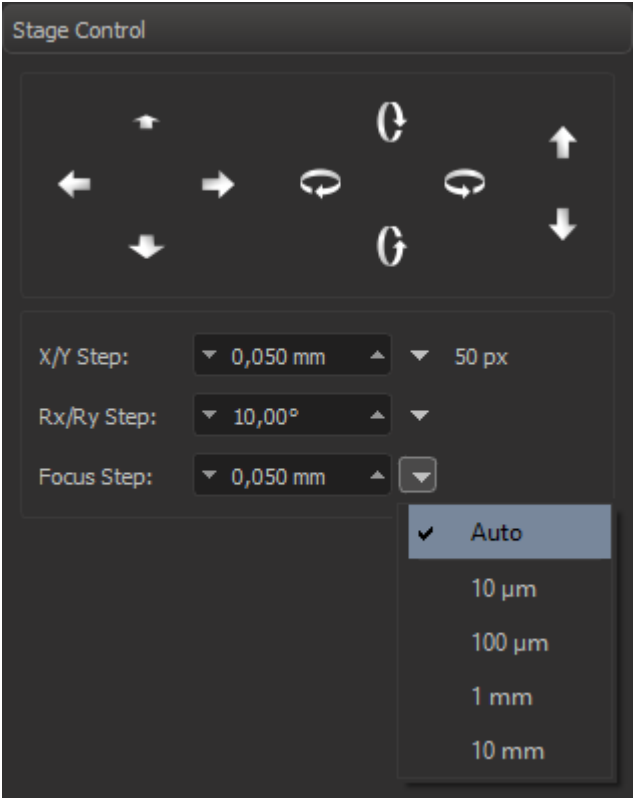 Stage Control
X/Y Step: 0,050 mm 50 px
Rx/Ry Step: 10,00°
Focus Step: 0,050 mm
Auto
10 µm
100 µm
1 mm
10 mm